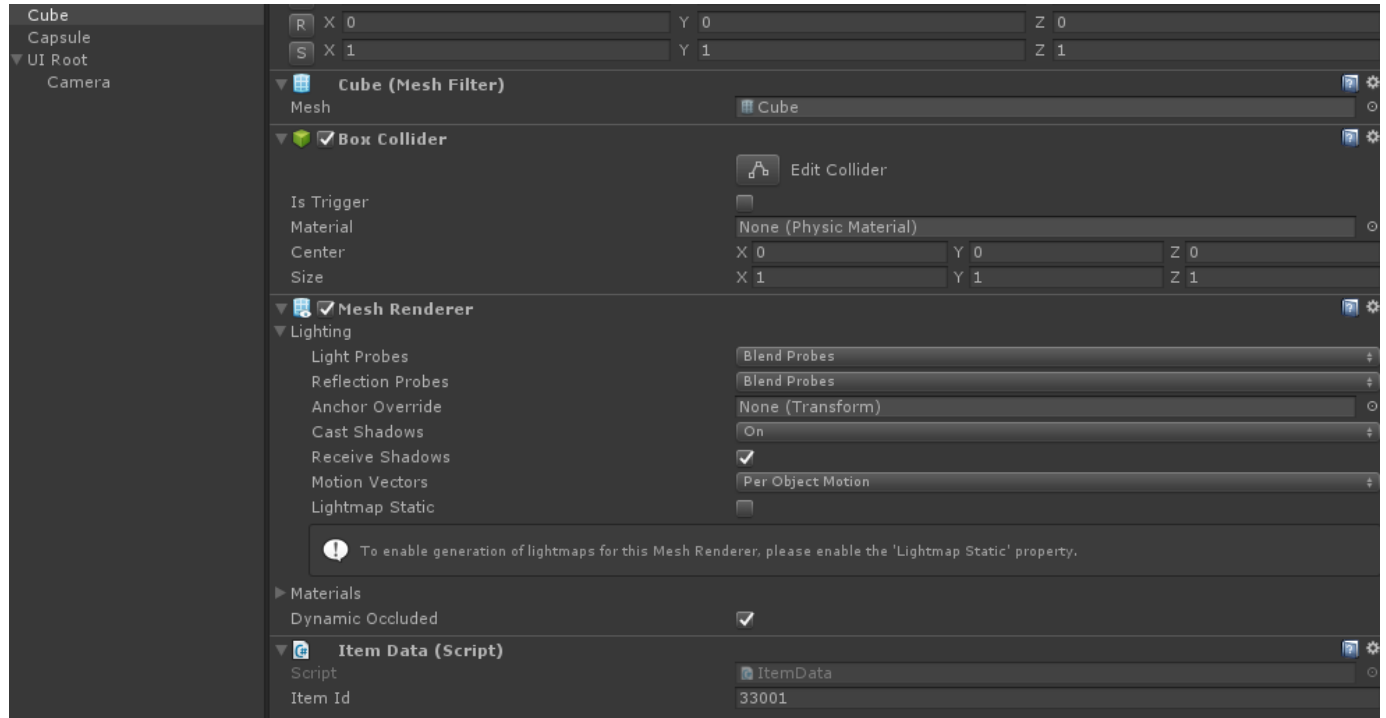 Cube
Capsule
UI Root
Camera
R X 0 Y 0 Z 0
S X 1 Y 1 Z 1
Cube (Mesh Filter)
Mesh Cube
Box Collider
Edit Collider
Is Trigger
Material None (Physic Material)
Center X 0 Y 0 Z 0
Size X 1 Y 1 Z 1
Mesh Renderer
Lighting
Light Probes Blend Probes
Reflection Probes Blend Probes
Anchor Override None (Transform)
Cast Shadows On
Receive Shadows
Motion Vectors Per Object Motion
Lightmap Static
To enable generation of lightmaps for this Mesh Renderer, please enable the 'Lightmap Static' property.
Materials
Dynamic Occluded
Item Data (Script)
Script ItemData
Item Id 33001